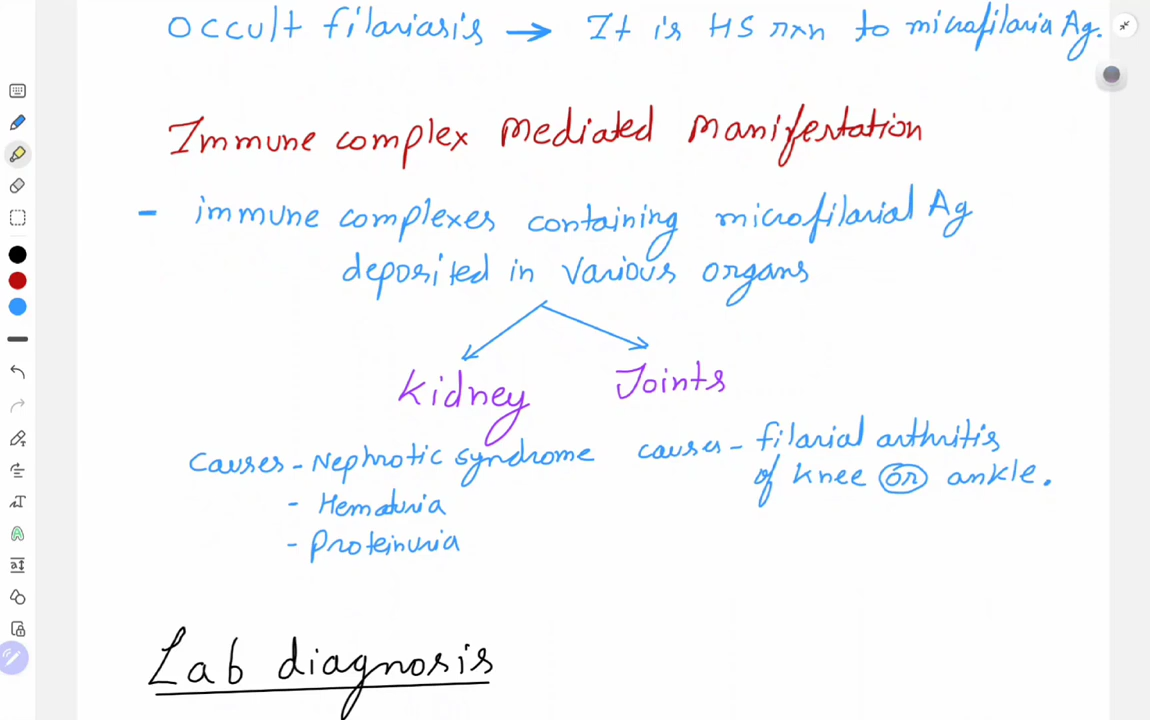 Occult filariasis → It is HS rxn to microfilaria Ag.
Immune complex Mediated Manifestation
- immune complexes containing microfilarial Ag
deposited in various organs
Kidney
Joints
Causes - Nephrotic syndrome
- Hematuria
- Proteinuria
causes - filarial arthritis
of knee or ankle.
Lab diagnosis